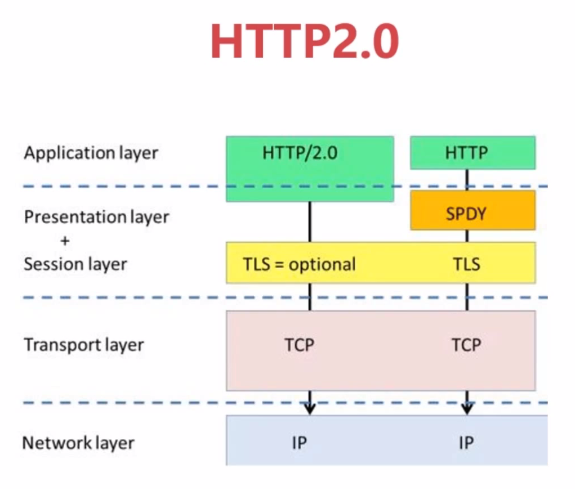 HTTP2.0
Application layer HTTP/2.0 HTTP
Presentation layer SPDY
+
Session layer TLS = optional TLS
Transport layer TCP TCP
Network layer IP IP